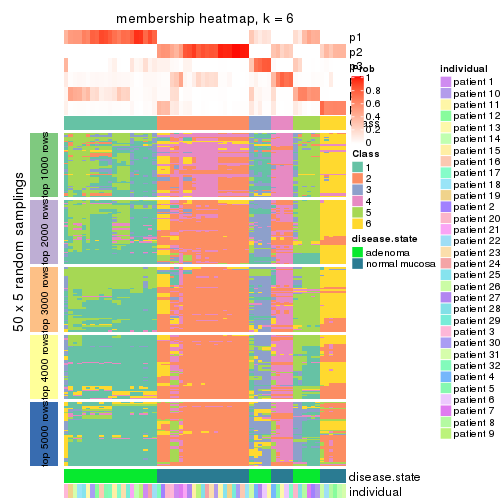 membership heatmap, k = 6
p1
p2
p3
Prob
1
0.8
0.6
0.4
0.2
0
Class
1
2
3
4
5
6
disease.state
adenoma
normal mucosa
individual
patient 1
patient 10
patient 11
patient 12
patient 13
patient 14
patient 15
patient 16
patient 17
patient 18
patient 19
patient 2
patient 20
patient 21
patient 22
patient 23
patient 24
patient 25
patient 26
patient 27
patient 28
patient 29
patient 3
patient 30
patient 31
patient 32
patient 4
patient 5
patient 6
patient 7
patient 8
patient 9
50 x 5 random samplings
top 1000 rows
top 2000 rows
top 3000 rows
top 4000 rows
top 5000 rows
disease.state
individual